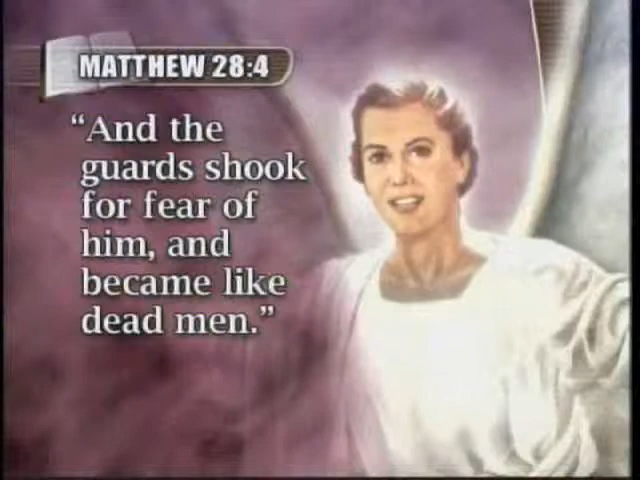 MATTHEW 28:4
“And the
guards shook
for fear of
him, and
became like
dead men.”